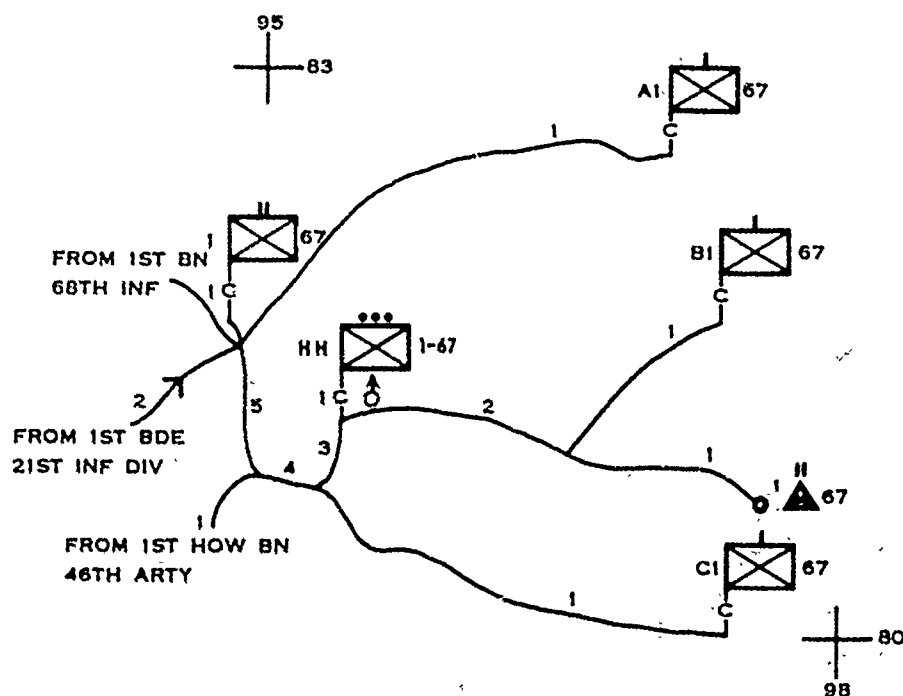 95
83
A1 67
C
1
1 67
FROM 1ST BN
68TH INF
1 C
B1 67
C
1
HH 1-67
1 C
2
5
FROM 1ST BDE
21ST INF DIV
3
2
4
1
1
67
1
FROM 1ST HOW BN
46TH ARTY
C1 67
C
1
80
98